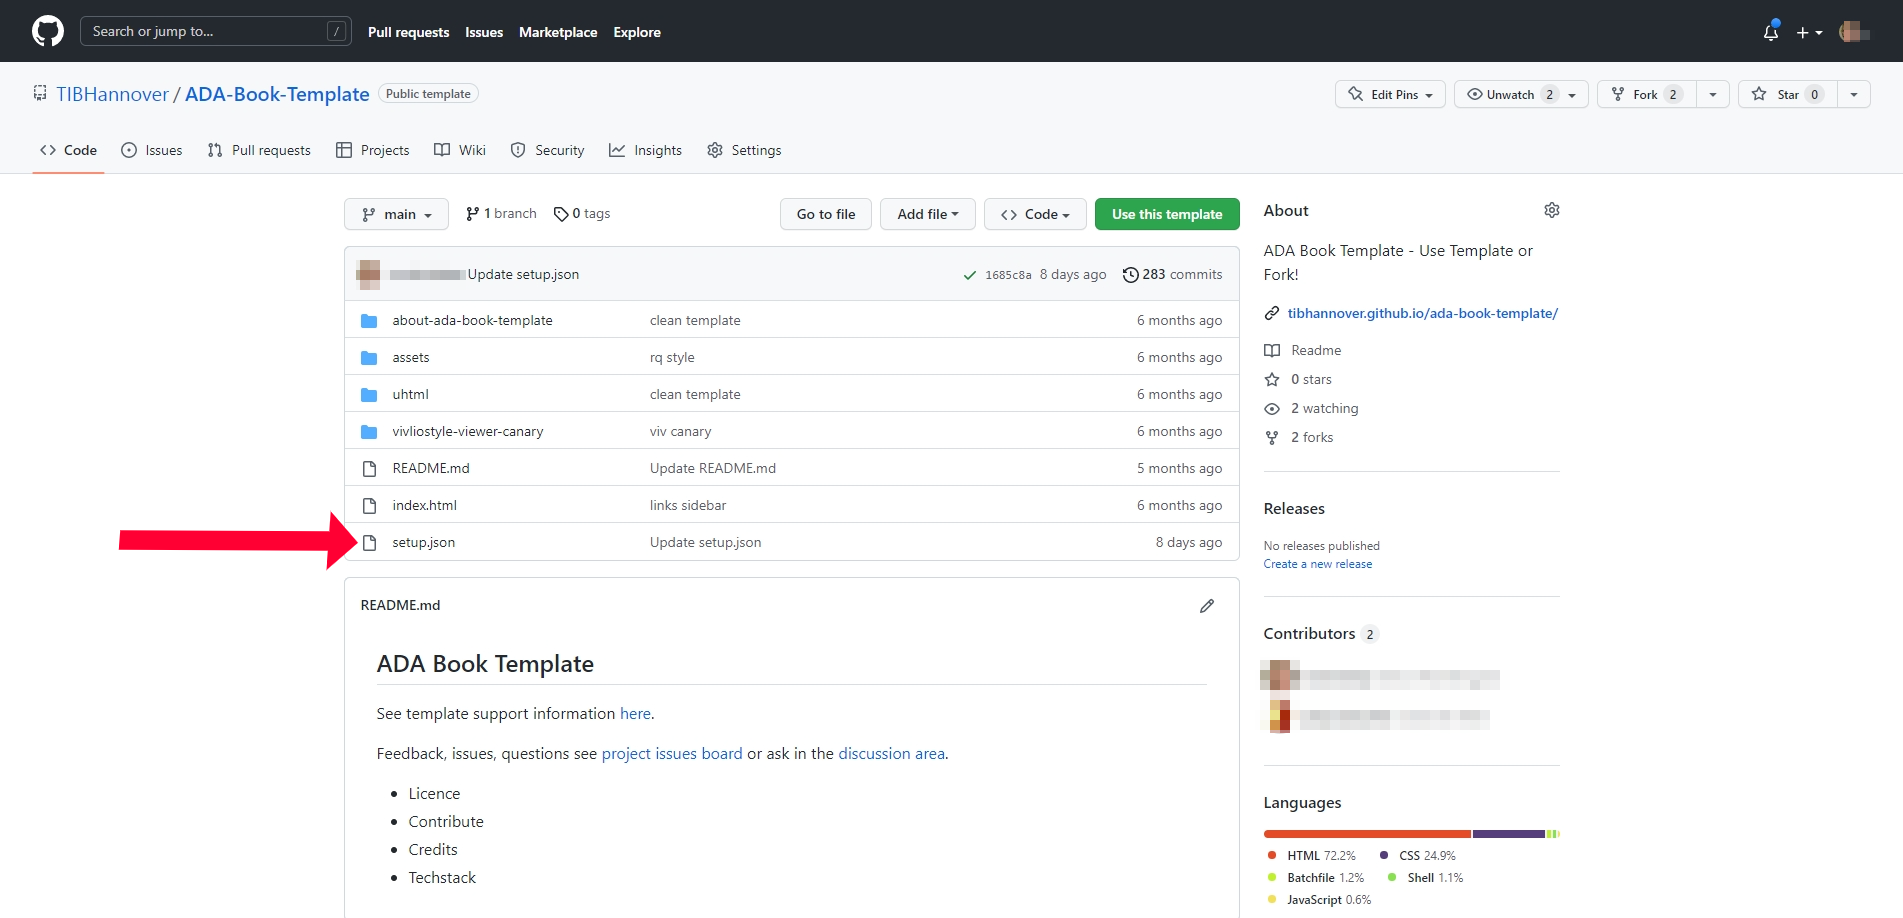 Search or jump to... / Pull requests Issues Marketplace Explore
TIBHannover / ADA-Book-Template Public template Edit Pins Unwatch 2 Fork 2 Star 0
Code Issues Pull requests Projects Wiki Security Insights Settings
main 1 branch 0 tags Go to file Add file Code Use this template
Update setup.json 1685c8a 8 days ago 283 commits
about-ada-book-template clean template 6 months ago
assets rq style 6 months ago
uhtml clean template 6 months ago
vivliostyle-viewer-canary viv canary 6 months ago
README.md Update README.md 5 months ago
index.html links sidebar 6 months ago
setup.json Update setup.json 8 days ago
README.md
ADA Book Template
See template support information here.
Feedback, issues, questions see project issues board or ask in the discussion area.
Licence
Contribute
Credits
Techstack
About
ADA Book Template - Use Template or
Fork!
tibhannover.github.io/ada-book-template/
Readme
0 stars
2 watching
2 forks
Releases
No releases published
Create a new release
Contributors 2
Languages
HTML 72.2% CSS 24.9%
Batchfile 1.2% Shell 1.1%
JavaScript 0.6%